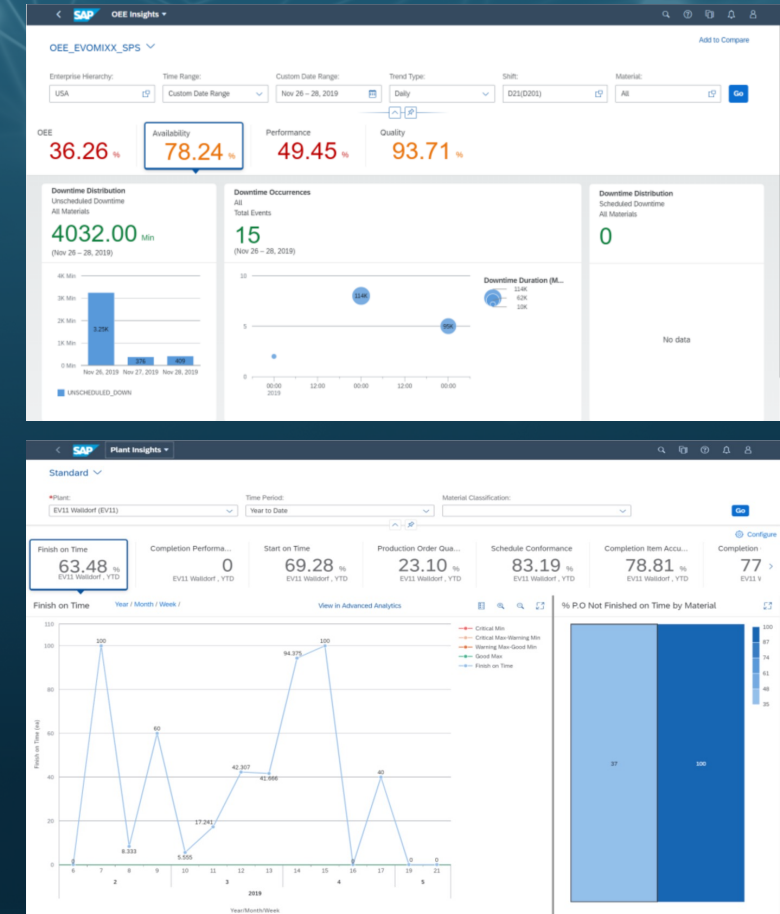 SAP OEE Insights
OEE_EVOMIXX_SPS
Add to Compare
Enterprise Hierarchy: Time Range: Custom Date Range: Trend Type: Shift: Material:
USA Custom Date Range Nov 26 – 28, 2019 Daily D21(D201) All Go
OEE Availability Performance Quality
36.26 % 78.24 % 49.45 % 93.71 %
Downtime Distribution
Unscheduled Downtime
All Materials
4032.00 Min
(Nov 26 – 28, 2019)
4K Min
3K Min
2K Min
1K Min
0 Min
3.25K
376
409
Nov 26, 2019 Nov 27, 2019 Nov 28, 2019
UNSCHEDULED_DOWN
Downtime Occurrences
All
Total Events
15
(Nov 26 – 28, 2019)
10
5
0
114K
95K
00:00 12:00 00:00 12:00 00:00
2019
Downtime Duration (M...
114K
62K
10K
Downtime Distribution
Scheduled Downtime
All Materials
0
No data
SAP Plant Insights
Standard
*Plant: Time Period: Material Classification:
EV11 Walldorf (EV11) Year to Date Go
Configure
Finish on Time Completion Performa... Start on Time Production Order Qua... Schedule Conformance Completion Item Accu... Completion
63.48 % 0 69.28 % 23.10 % 83.19 % 78.81 % 77
EV11 Walldorf , YTD EV11 Walldorf , YTD EV11 Walldorf , YTD EV11 Walldorf , YTD EV11 Walldorf , YTD EV11 Walldorf , YTD
Finish on Time Year / Month / Week / View in Advanced Analytics
Critical Min
Critical Max-Warning Min
Warning Max-Good Min
Good Max
Finish on Time
Finish on Time (ea)
110
100
80
60
40
20
0
100
8.333
60
5.555
17.241
42.307
41.666
94.375
100
0
40
0
0
6 7 8 9 10 11 12 13 14 15 16 17 19 21
2 3 4 5
2019
Year/Month/Week
% P.O Not Finished on Time by Material
37 100
100
87
74
61
48
35